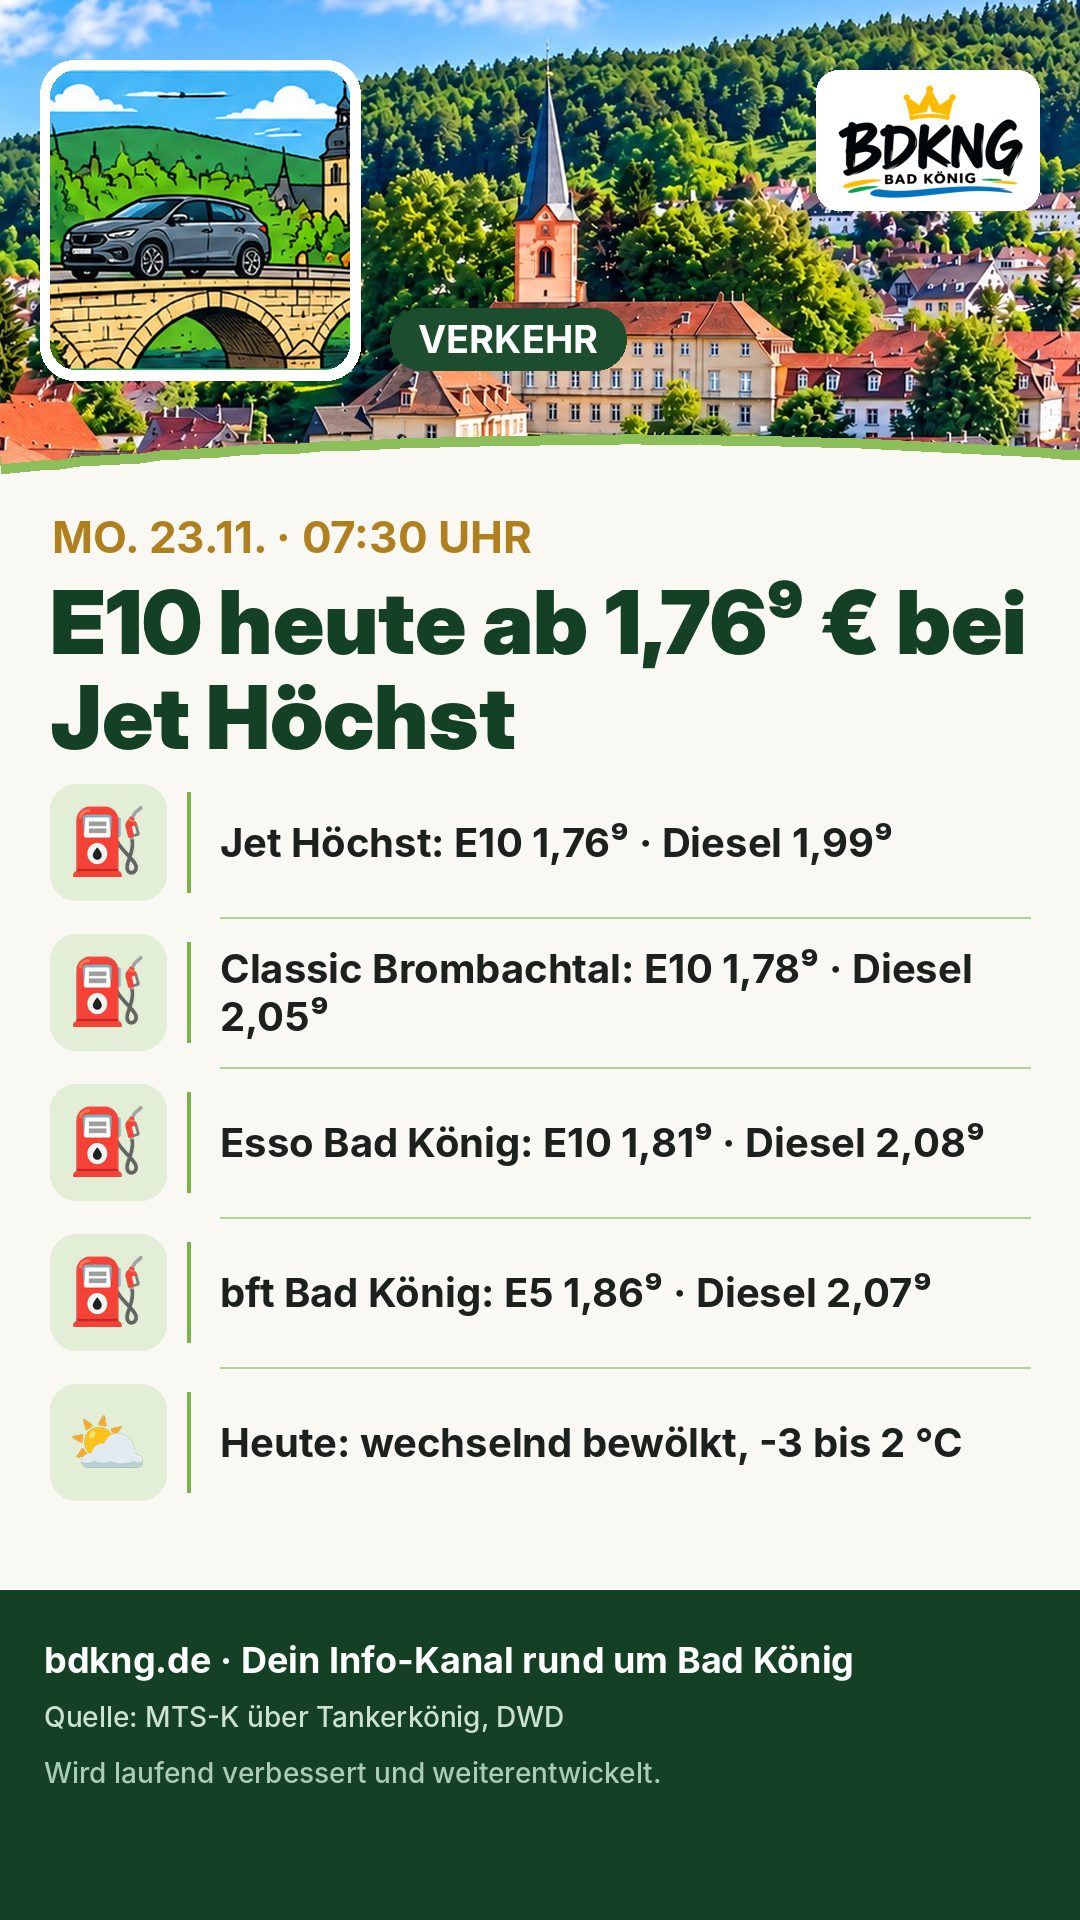 BDKNG
BAD KÖNIG
VERKEHR
MO. 23.11. · 07:30 UHR
E10 heute ab 1,76⁹ € bei
Jet Höchst
Jet Höchst: E10 1,76⁹ · Diesel 1,99⁹
Classic Brombachtal: E10 1,78⁹ · Diesel
2,05⁹
Esso Bad König: E10 1,81⁹ · Diesel 2,08⁹
bft Bad König: E5 1,86⁹ · Diesel 2,07⁹
Heute: wechselnd bewölkt, -3 bis 2 °C
bdkng.de · Dein Info-Kanal rund um Bad König
Quelle: MTS-K über Tankerkönig, DWD
Wird laufend verbessert und weiterentwickelt.